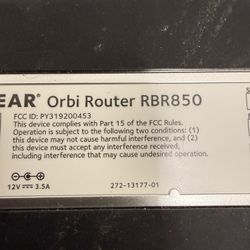 EAR® Orbi Router RBR850
FCC ID: PY319200453
This device complies with Part 15 of the FCC Rules.
Operation is subject to the following two conditions: (1)
this device may not cause harmful interference, and (2)
this device must accept any interference received,
including interference that may cause undesired operation.
12V ⎓ 3.5A
272-13177-01